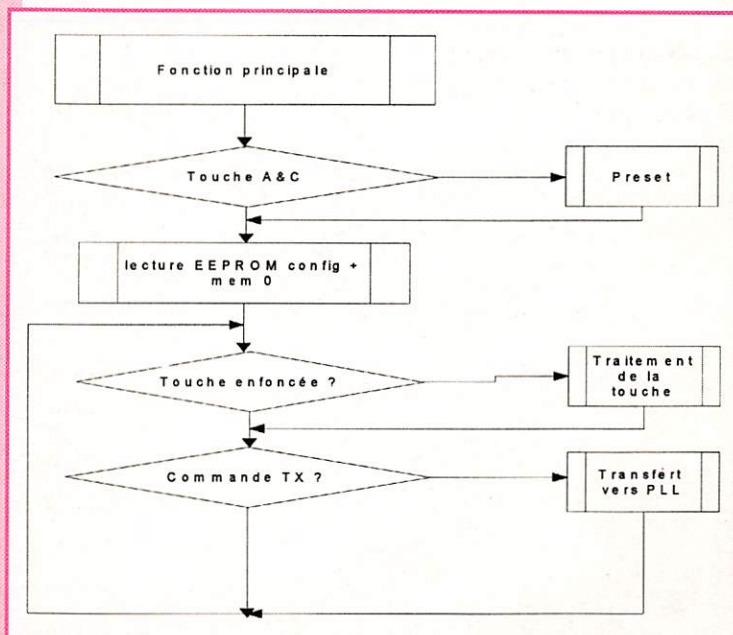 Fonction principale
Touche A&C
Preset
lecture EEPROM config +
mem 0
Touche enfoncée ?
Traitement
de la
touche
Commande TX ?
Transfért
vers PLL